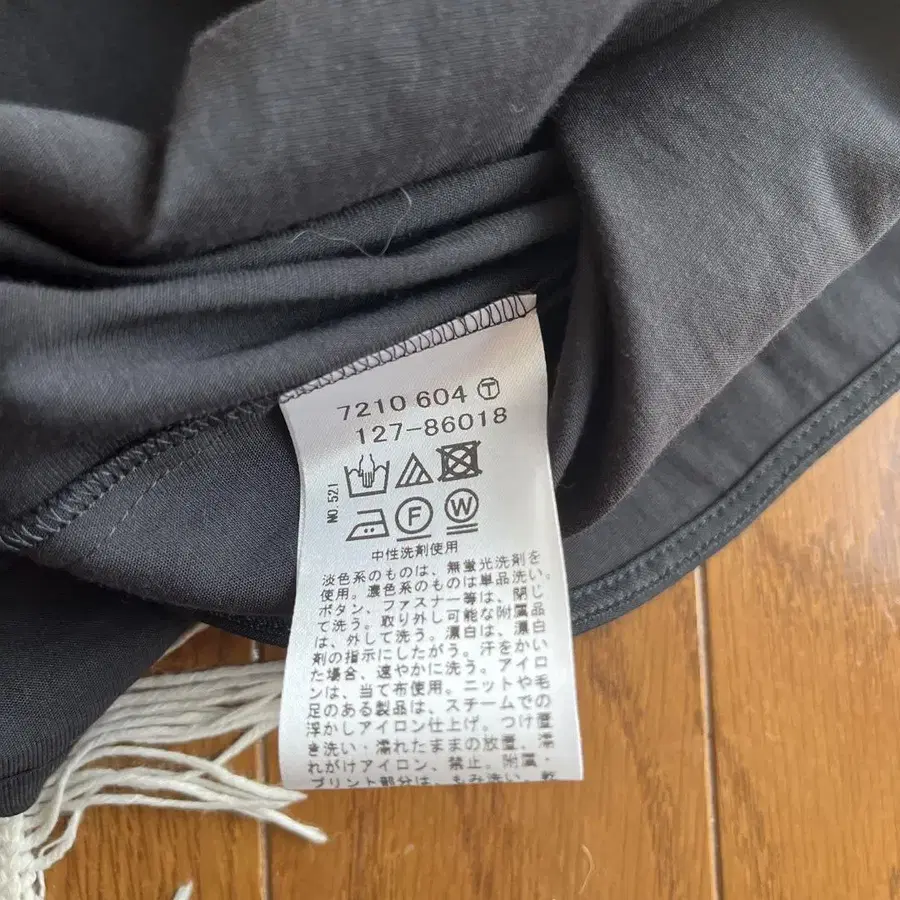 7210 604 Ⓣ
127-86018
NO.521
F
W
中性洗剤使用
淡色系のものは、無蛍光洗剤を
使用。濃色系のものは単品洗い。
ボタン、ファスナー等は、閉じ
て洗う。取り外し可能な附属品
は、外して洗う。漂白は、漂白
剤の指示にしたがう。汗をかい
た場合、速やかに洗う。アイロ
ンは、当て布使用。ニットや毛
足のある製品は、スチームでの
浮かしアイロン仕上げ。つけ置
き洗い・濡れたままの放置、濡
れがけアイロン、禁止。附属・
プリント部分は、もみ洗い、乾